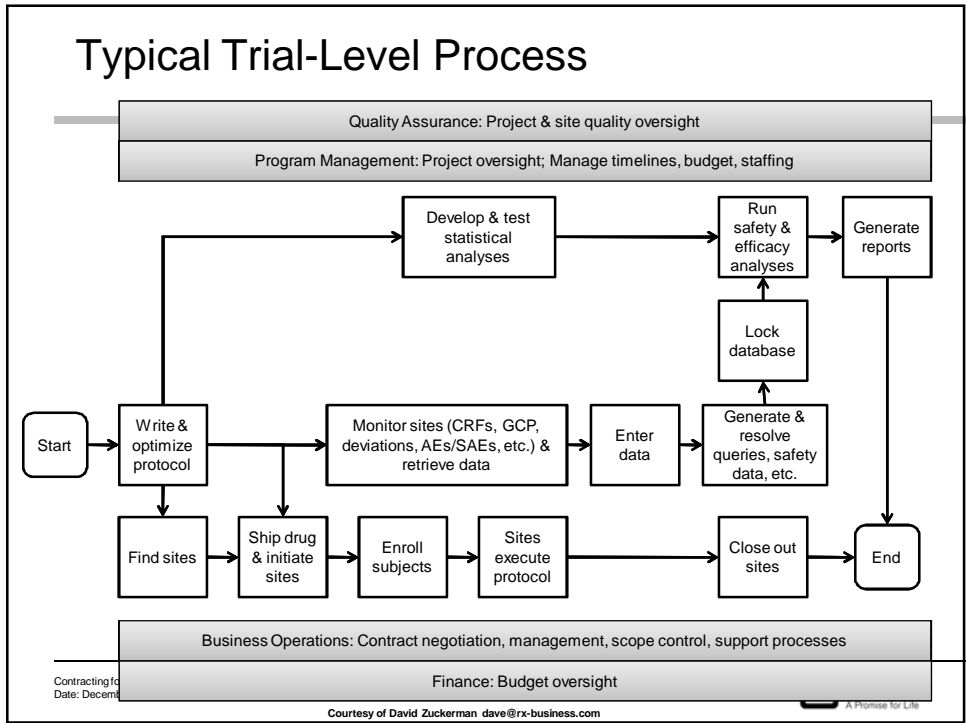 Typical Trial-Level Process
Quality Assurance: Project & site quality oversight
Program Management: Project oversight; Manage timelines, budget, staffing
Develop & test
statistical
analyses
Run
safety &
efficacy
analyses
Generate
reports
Lock
database
Start
Write &
optimize
protocol
Monitor sites (CRFs, GCP,
deviations, AEs/SAEs, etc.) &
retrieve data
Enter
data
Generate &
resolve
queries, safety
data, etc.
Find sites
Ship drug
& initiate
sites
Enroll
subjects
Sites
execute
protocol
Close out
sites
End
Business Operations: Contract negotiation, management, scope control, support processes
Finance: Budget oversight
Contracting
Date:
A Promise for Life
Courtesy of David Zuckerman dave@rx-business.com